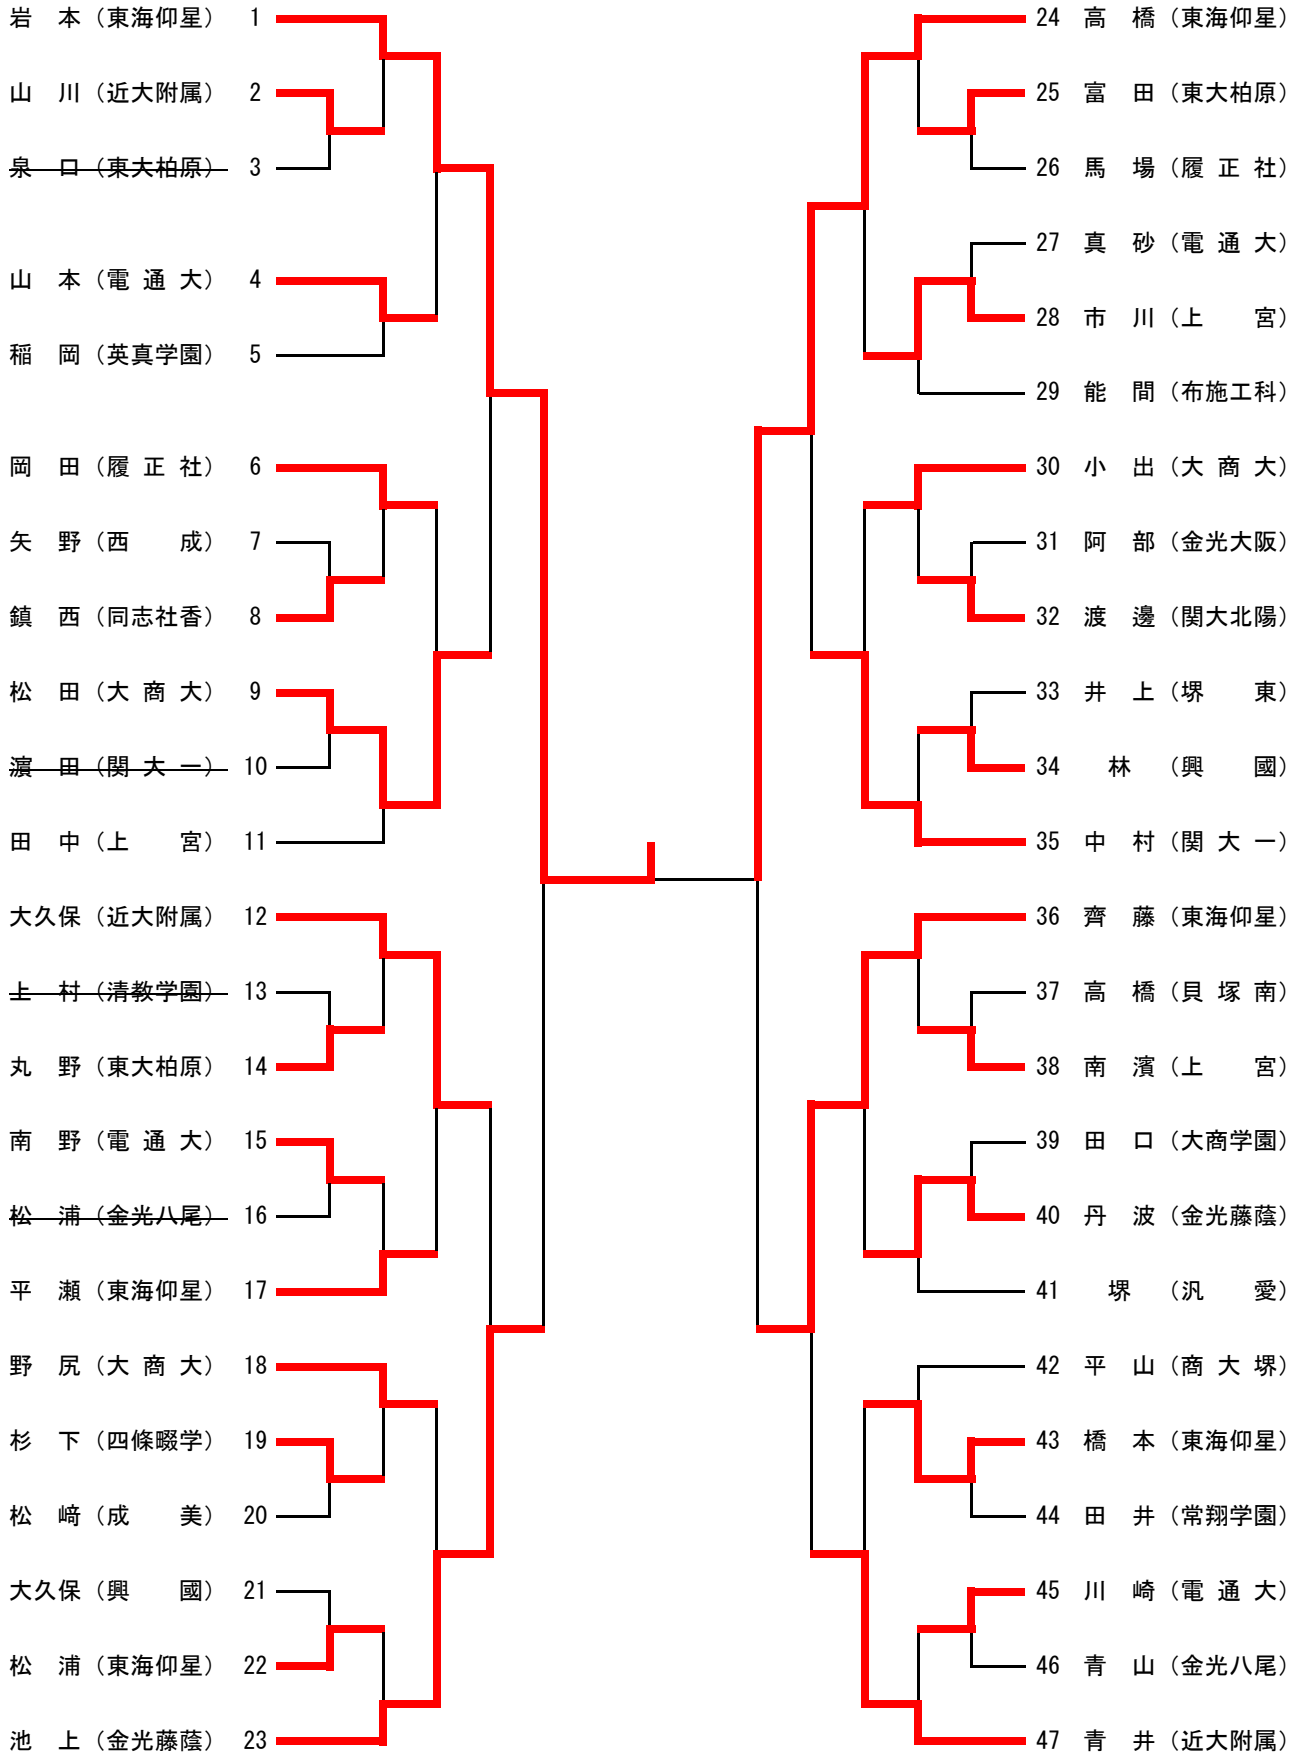 岩　本（東海仰星）　1
山　川（近大附属）　2
泉　口（東大柏原）　3
山　本（電 通 大）　4
稲　岡（英真学園）　5
岡　田（履 正 社）　6
矢　野（西　　成）　7
鎮　西（同志社香）　8
松　田（大 商 大）　9
濵　田（関 大 一）　10
田　中（上　　宮）　11
大久保（近大附属）　12
上　村（清教学園）　13
丸　野（東大柏原）　14
南　野（電 通 大）　15
松　浦（金光八尾）　16
平　瀬（東海仰星）　17
野　尻（大 商 大）　18
杉　下（四條畷学）　19
松　﨑（成　　美）　20
大久保（興　　國）　21
松　浦（東海仰星）　22
池　上（金光藤蔭）　23
24　高　橋（東海仰星）
25　富　田（東大柏原）
26　馬　場（履 正 社）
27　真　砂（電 通 大）
28　市　川（上　　宮）
29　能　間（布施工科）
30　小　出（大 商 大）
31　阿　部（金光大阪）
32　渡　邊（関大北陽）
33　井　上（堺　　東）
34　林　（興　　國）
35　中　村（関 大 一）
36　齊　藤（東海仰星）
37　高　橋（貝 塚 南）
38　南　濱（上　　宮）
39　田　口（大商学園）
40　丹　波（金光藤蔭）
41　堺　（汎　　愛）
42　平　山（商 大 堺）
43　橋　本（東海仰星）
44　田　井（常翔学園）
45　川　崎（電 通 大）
46　青　山（金光八尾）
47　青　井（近大附属）